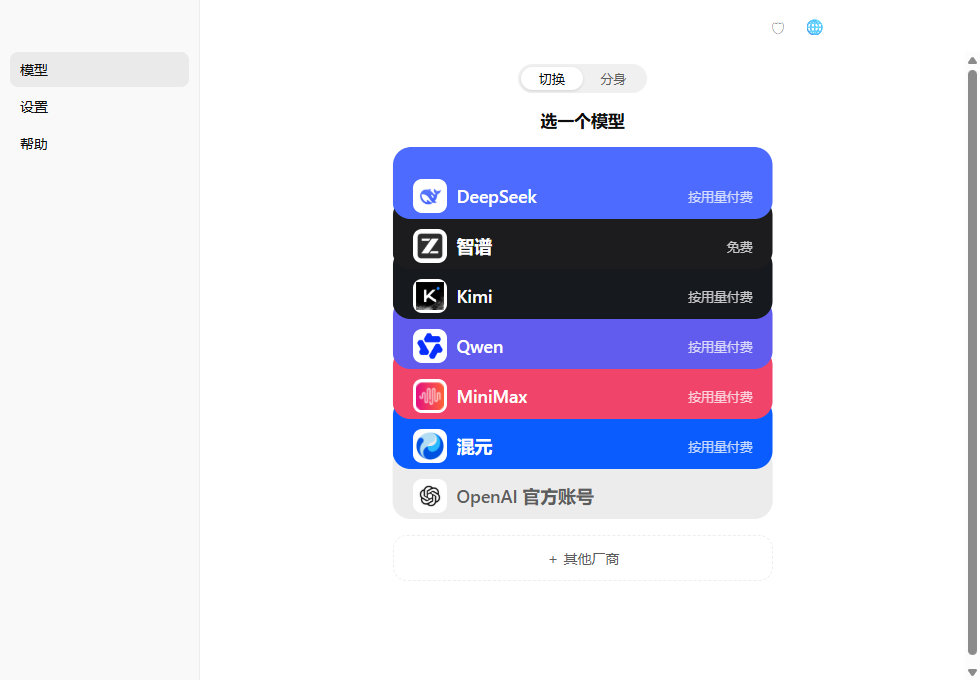 模型
设置
帮助
切换 分身
选一个模型
DeepSeek 按用量付费
智谱 免费
Kimi 按用量付费
Qwen 按用量付费
MiniMax 按用量付费
混元 按用量付费
OpenAI 官方账号
+ 其他厂商